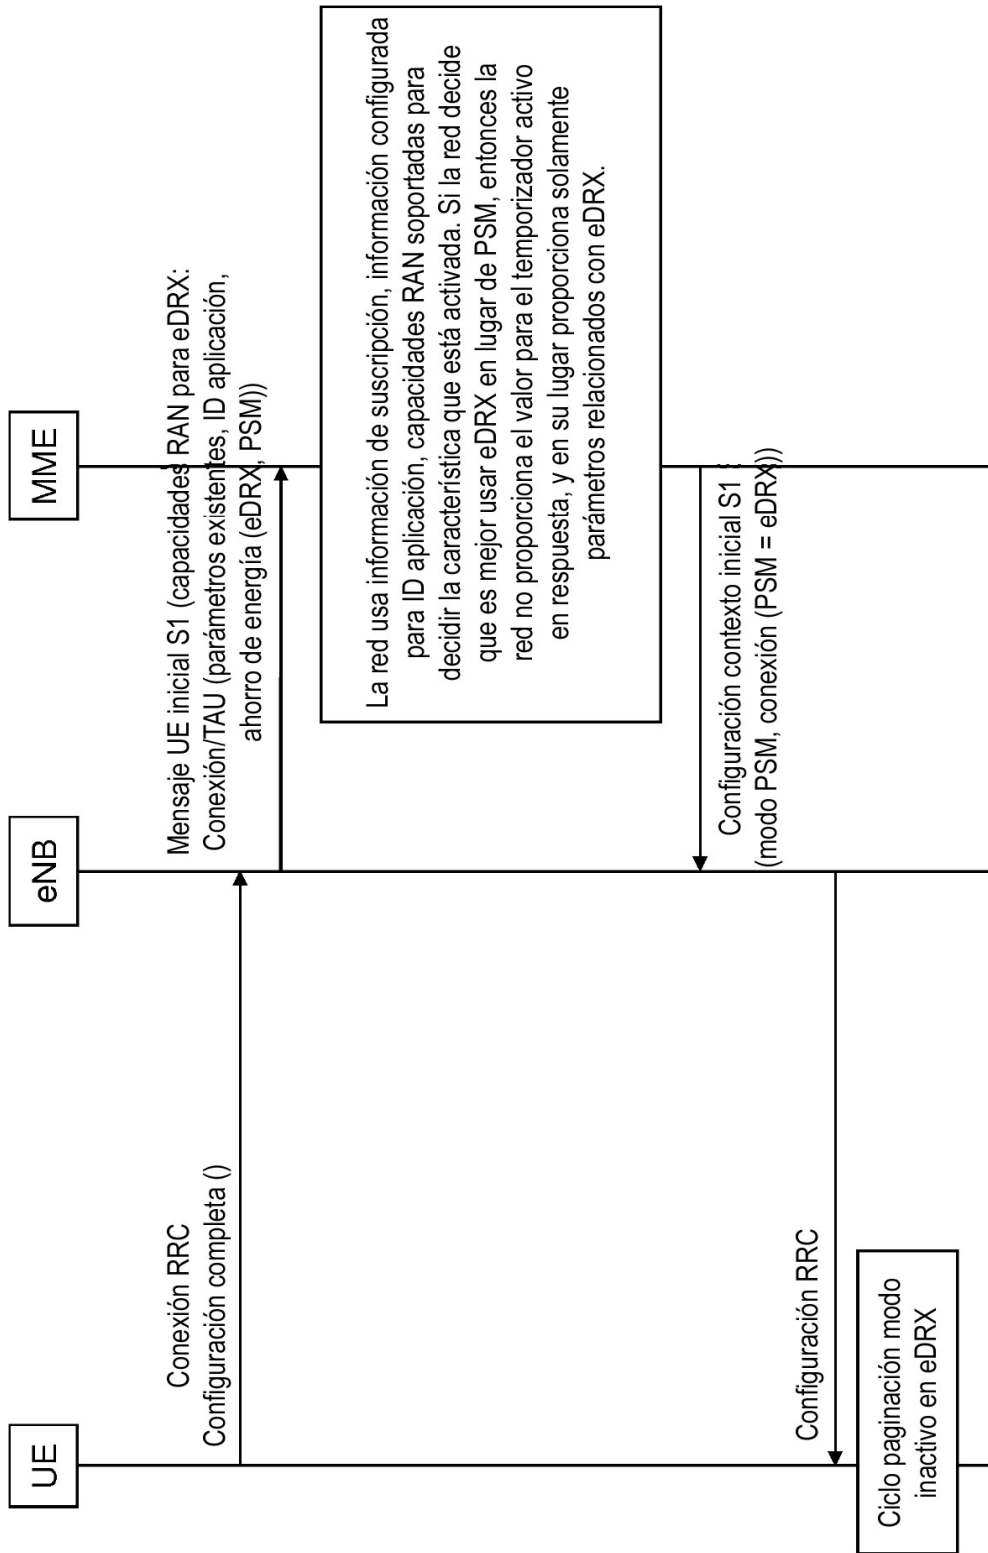 UE
eNB
MME
Conexión RRC
Configuración completa ()
Mensaje UE inicial S1 (capacidades RAN para eDRX:
Conexión/TAU (parámetros existentes, ID aplicación,
ahorro de energía (eDRX, PSM))
La red usa información de suscripción, información configurada
para ID aplicación, capacidades RAN soportadas para
decidir la característica que está activada. Si la red decide
que es mejor usar eDRX en lugar de PSM, entonces la
red no proporciona el valor para el temporizador activo
en respuesta, y en su lugar proporciona solamente
parámetros relacionados con eDRX.
Configuración contexto inicial S1
(modo PSM, conexión (PSM = eDRX))
Configuración RRC
Ciclo paginación modo
inactivo en eDRX